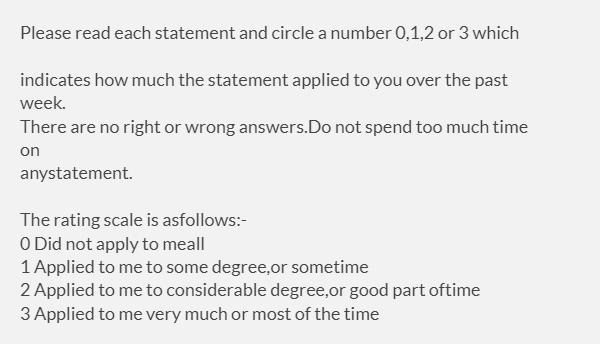 Please read each statement and circle a number 0,1,2 or 3 which
indicates how much the statement applied to you over the past
week.
There are no right or wrong answers.Do not spend too much time
on
anystatement.
The rating scale is asfollows:-
0 Did not apply to meall
1 Applied to me to some degree,or sometime
2 Applied to me to considerable degree,or good part oftime
3 Applied to me very much or most of the time